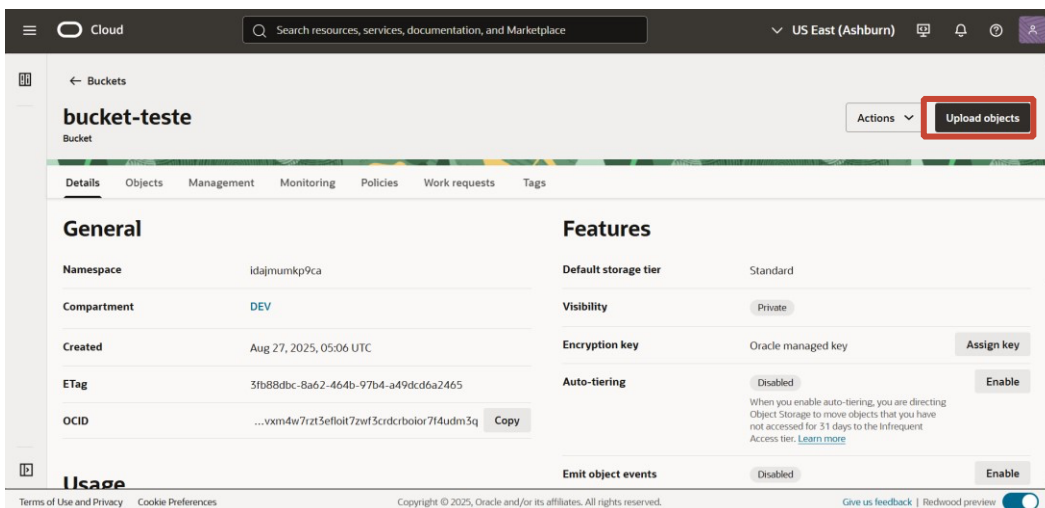 Cloud
Search resources, services, documentation, and Marketplace
US East (Ashburn)
← Buckets
bucket-teste
Bucket
Actions
Upload objects
Details Objects Management Monitoring Policies Work requests Tags
General
Namespace idajmumkp9ca
Compartment DEV
Created Aug 27, 2025, 05:06 UTC
ETag 3fb88dbc-8a62-464b-97b4-a49dcd6a2465
OCID ...vxm4w7rzt3efloit7zwf3crdcrboior7f4udm3q Copy
Usage
Features
Default storage tier Standard
Visibility Private
Encryption key Oracle managed key Assign key
Auto-tiering Disabled Enable
When you enable auto-tiering, you are directing
Object Storage to move objects that you have
not accessed for 31 days to the Infrequent
Access tier. Learn more
Emit object events Disabled Enable
Terms of Use and Privacy Cookie Preferences Copyright © 2025, Oracle and/or its affiliates. All rights reserved. Give us feedback | Redwood preview